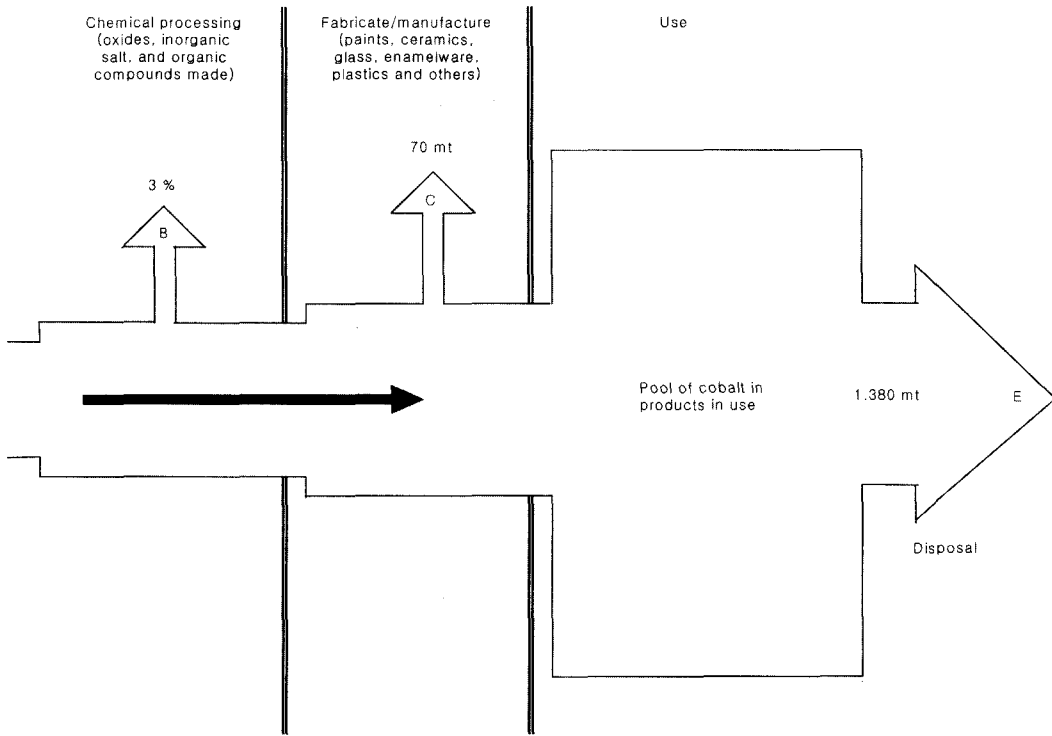 Chemical processing
(oxides, inorganic
salt, and organic
compounds made)
Fabricate/manufacture
(paints, ceramics,
glass, enamelware,
plastics and others)
Use
70 mt
C
3 %
B
Pool of cobalt in
products in use
1.380 mt
E
Disposal